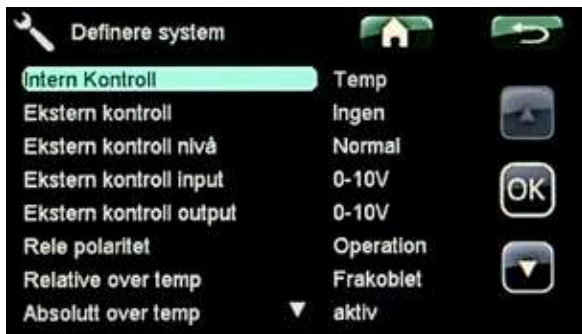 Definere system
Intern Kontroll Temp
Ekstern kontroll Ingen
Ekstern kontroll nivå Normal
Ekstern kontroll input 0-10V
Ekstern kontroll output 0-10V
Rele polaritet Operation
Relative over temp Frakoblet
Absolutt over temp aktiv
OK